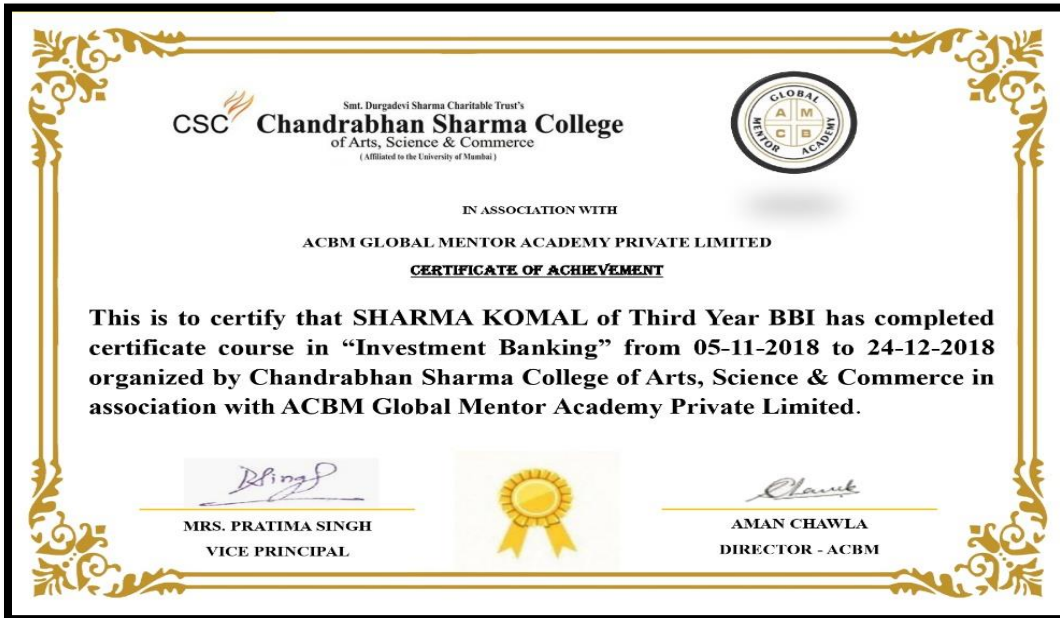 CSC
Smt. Durgadevi Sharma Charitable Trust's
Chandrabhan Sharma College
of Arts, Science & Commerce
( Affiliated to the University of Mumbai )
GLOBAL
MENTOR ACADEMY
A M
C B
IN ASSOCIATION WITH
ACBM GLOBAL MENTOR ACADEMY PRIVATE LIMITED
CERTIFICATE OF ACHIEVEMENT
This is to certify that SHARMA KOMAL of Third Year BBI has completed
certificate course in “Investment Banking” from 05-11-2018 to 24-12-2018
organized by Chandrabhan Sharma College of Arts, Science & Commerce in
association with ACBM Global Mentor Academy Private Limited.
PSingh
MRS. PRATIMA SINGH
VICE PRINCIPAL
AMAN CHAWLA
DIRECTOR - ACBM